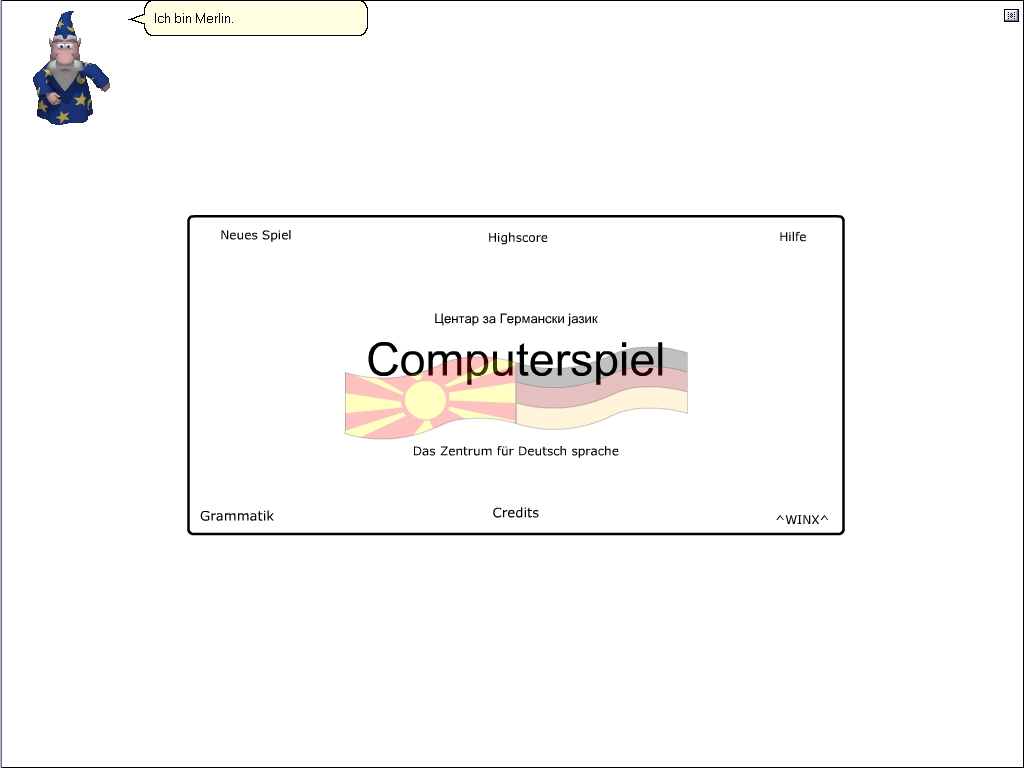 Ich bin Merlin.
Neues Spiel
Highscore
Hilfe
Центар за Германски јазик
Computerspiel
Das Zentrum für Deutsch sprache
Grammatik
Credits
^WINX^